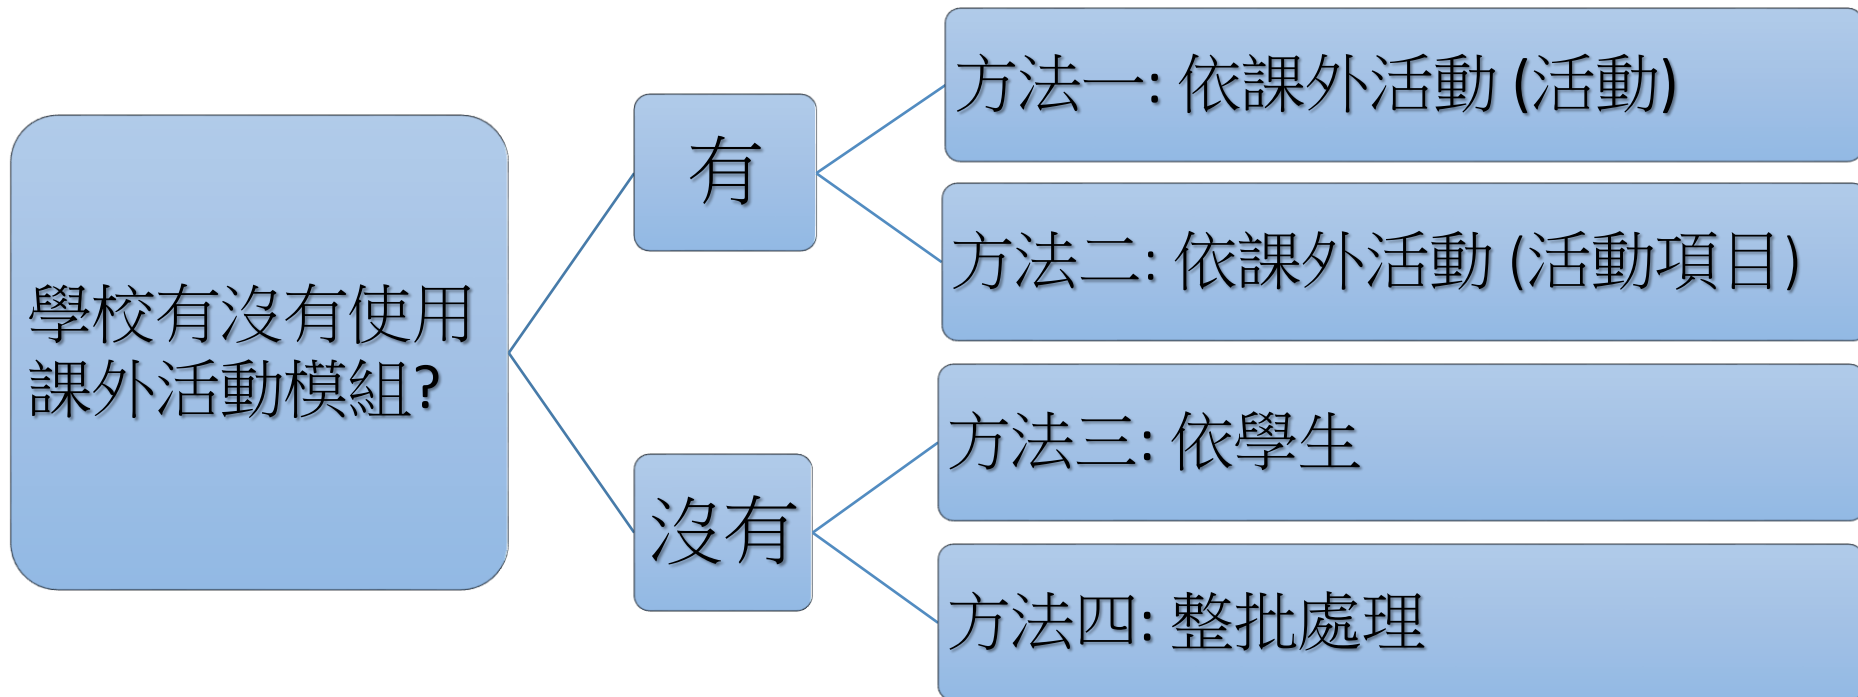 學校有沒有使用
課外活動模組?
有
方法一: 依課外活動 (活動)
方法二: 依課外活動 (活動項目)
沒有
方法三: 依學生
方法四: 整批處理